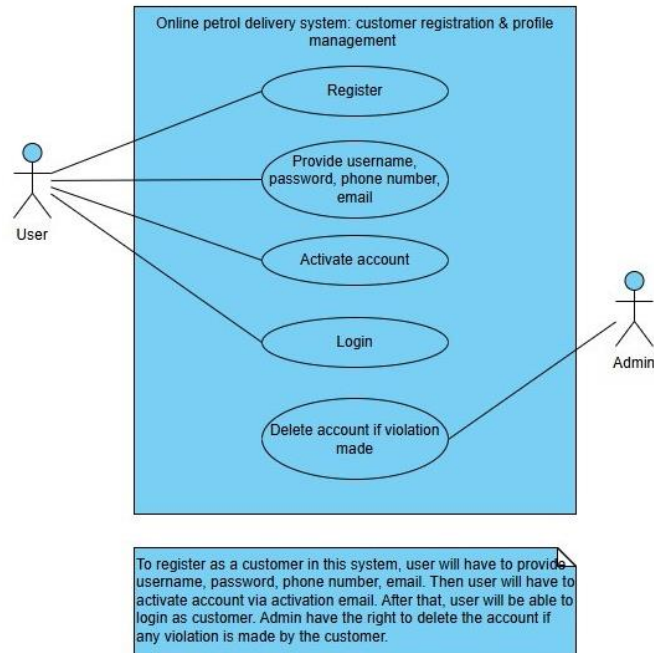 Online petrol delivery system: customer registration & profile
management
Register
Provide username,
password, phone number,
email
User
Activate account
Login
Admin
Delete account if violation
made
To register as a customer in this system, user will have to provide
username, password, phone number, email. Then user will have to
activate account via activation email. After that, user will be able to
login as customer. Admin have the right to delete the account if
any violation is made by the customer.